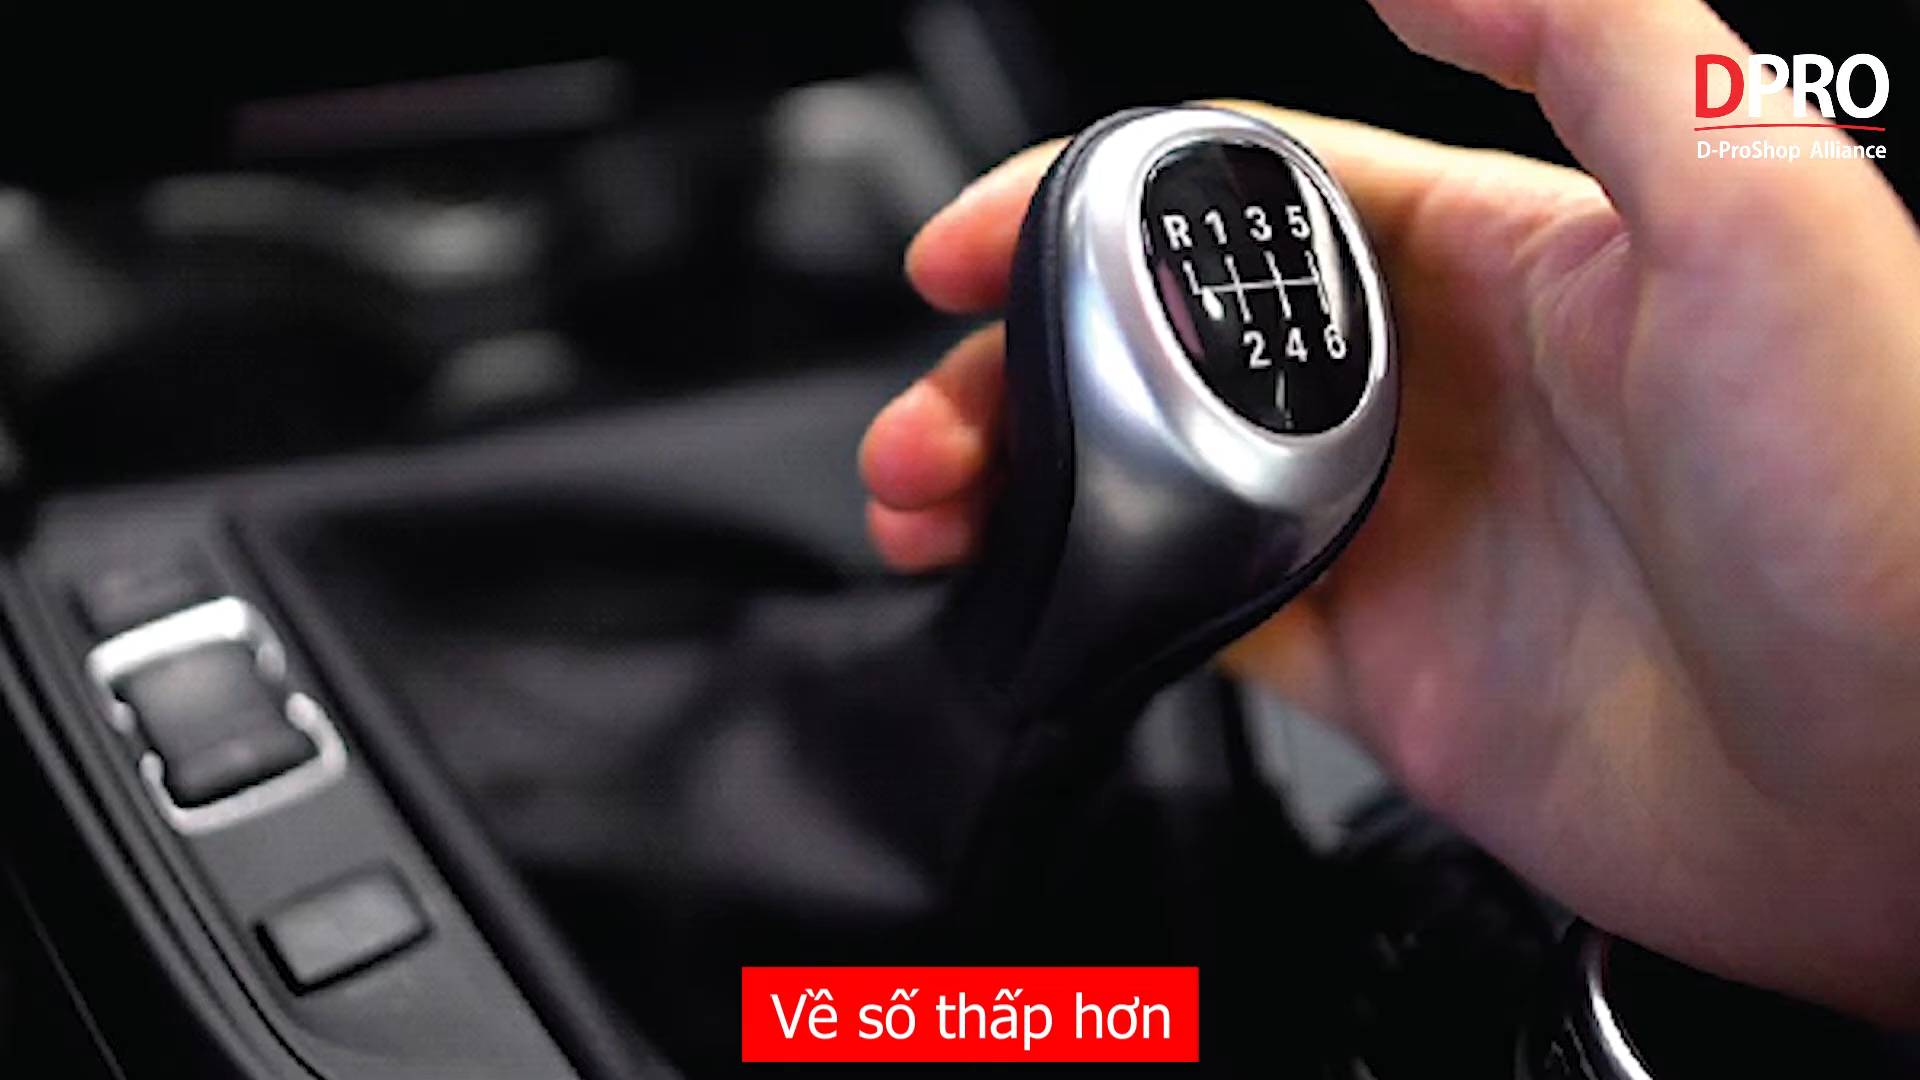 DPRO
D-ProShop Alliance
R 1 3 5
2 4 6
Về số thấp hơn